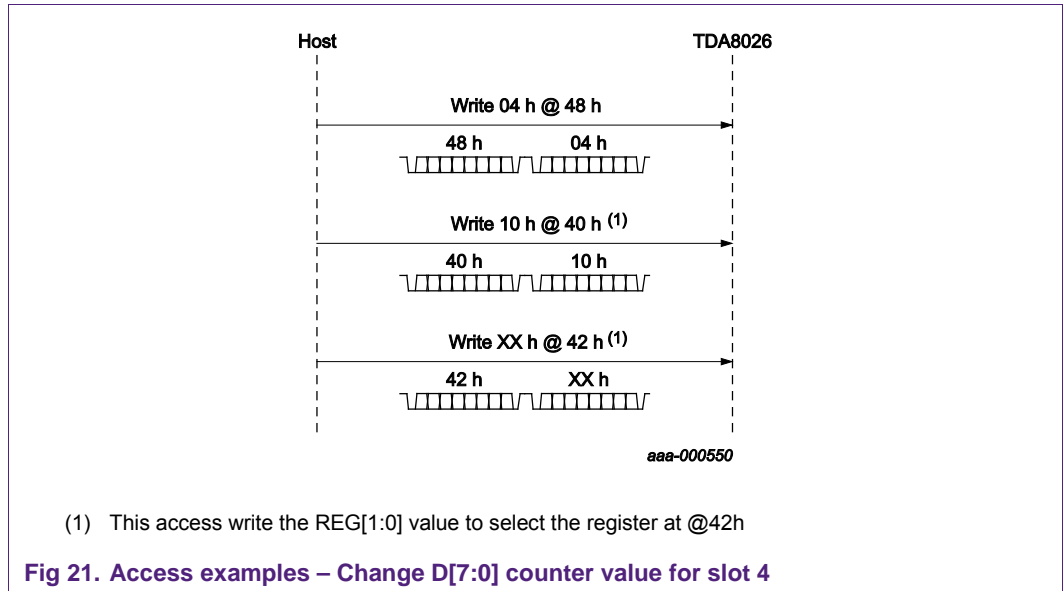 Host TDA8026
Write 04 h @ 48 h
48 h 04 h
Write 10 h @ 40 h (1)
40 h 10 h
Write XX h @ 42 h (1)
42 h XX h
aaa-000550
(1) This access write the REG[1:0] value to select the register at @42h
Fig 21. Access examples – Change D[7:0] counter value for slot 4